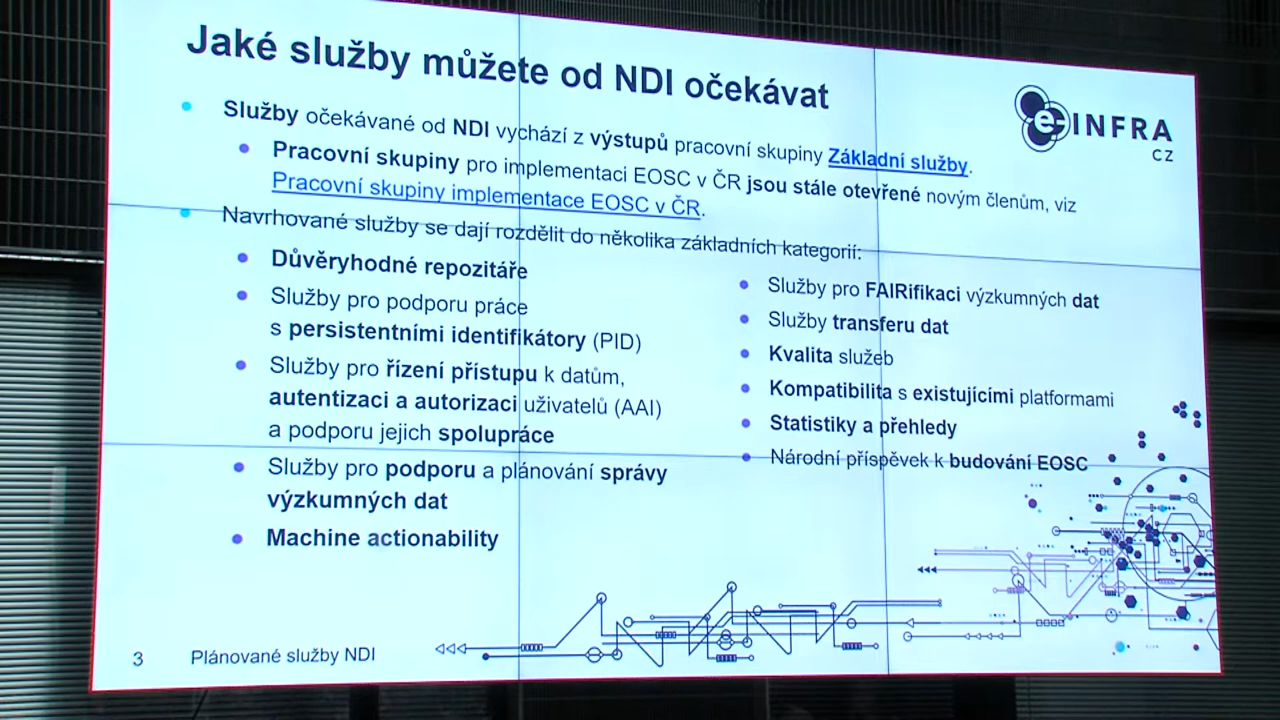 Jaké služby můžete od NDI očekávat
e-INFRA
CZ
Služby očekávané od NDI vychází z výstupů pracovní skupiny Základní služby.
Pracovní skupiny pro implementaci EOSC v ČR jsou stále otevřené novým členům, viz
Pracovní skupiny implementace EOSC v ČR.
Navrhované služby se dají rozdělit do několika základních kategorií:
Důvěryhodné repozitáře
Služby pro podporu práce
s persistentními identifikátory (PID)
Služby pro řízení přístupu k datům,
autentizaci a autorizaci uživatelů (AAI)
a podporu jejich spolupráce
Služby pro podporu a plánování správy
výzkumných dat
Machine actionability
Služby pro FAIRifikaci výzkumných dat
Služby transferu dat
Kvalita služeb
Kompatibilita s existujícími platformami
Statistiky a přehledy
Národní příspěvek k budování EOSC
3 Plánované služby NDI